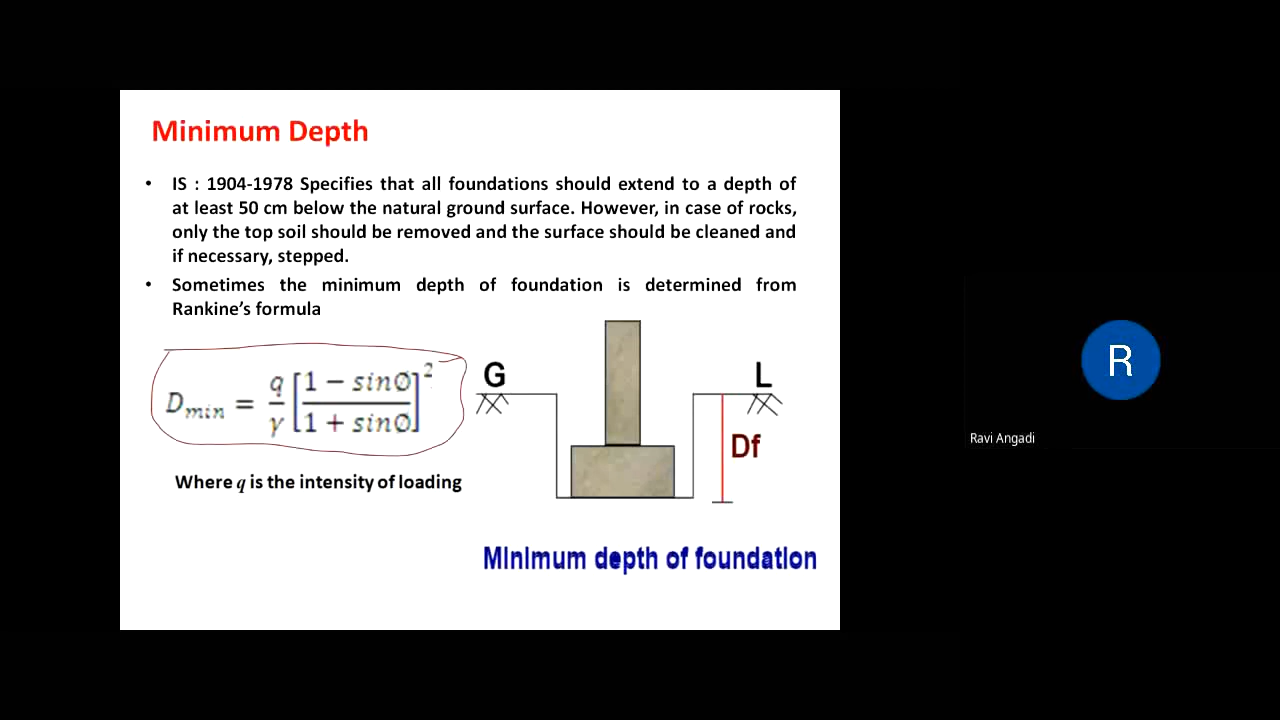 Minimum Depth
• IS : 1904-1978 Specifies that all foundations should extend to a depth of
at least 50 cm below the natural ground surface. However, in case of rocks,
only the top soil should be removed and the surface should be cleaned and
if necessary, stepped.
• Sometimes the minimum depth of foundation is determined from
Rankine's formula
D_min = q/γ [(1 − sin∅)/(1 + sin∅)]²
Where q is the intensity of loading
G
L
Df
Minimum depth of foundation
R
Ravi Angadi